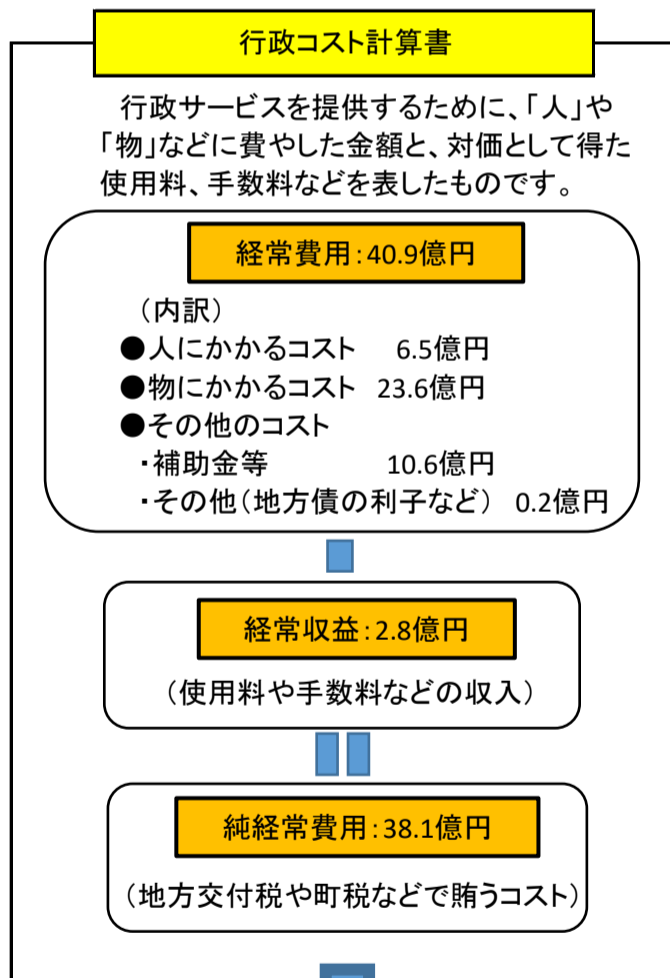 行政コスト計算書
行政サービスを提供するために、「人」や
「物」などに費やした金額と、対価として得た
使用料、手数料などを表したものです。
経常費用：40.9億円
（内訳）
●人にかかるコスト 6.5億円
●物にかかるコスト 23.6億円
●その他のコスト
・補助金等 10.6億円
・その他（地方債の利子など） 0.2億円
経常収益：2.8億円
（使用料や手数料などの収入）
純経常費用：38.1億円
（地方交付税や町税などで賄うコスト）